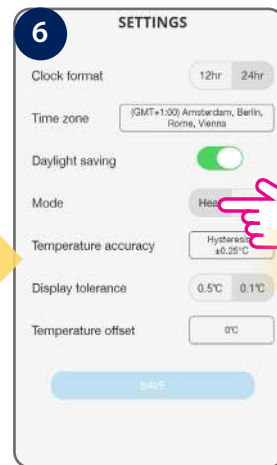 6
SETTINGS
Clock format 12hr 24hr
Time zone (GMT+1:00) Amsterdam, Berlin,
Rome, Vienna
Daylight saving
Mode
Temperature accuracy Hysteresis
±0.25°C
Display tolerance 0.5°C 0.1°C
Temperature offset 0°C
SAVE